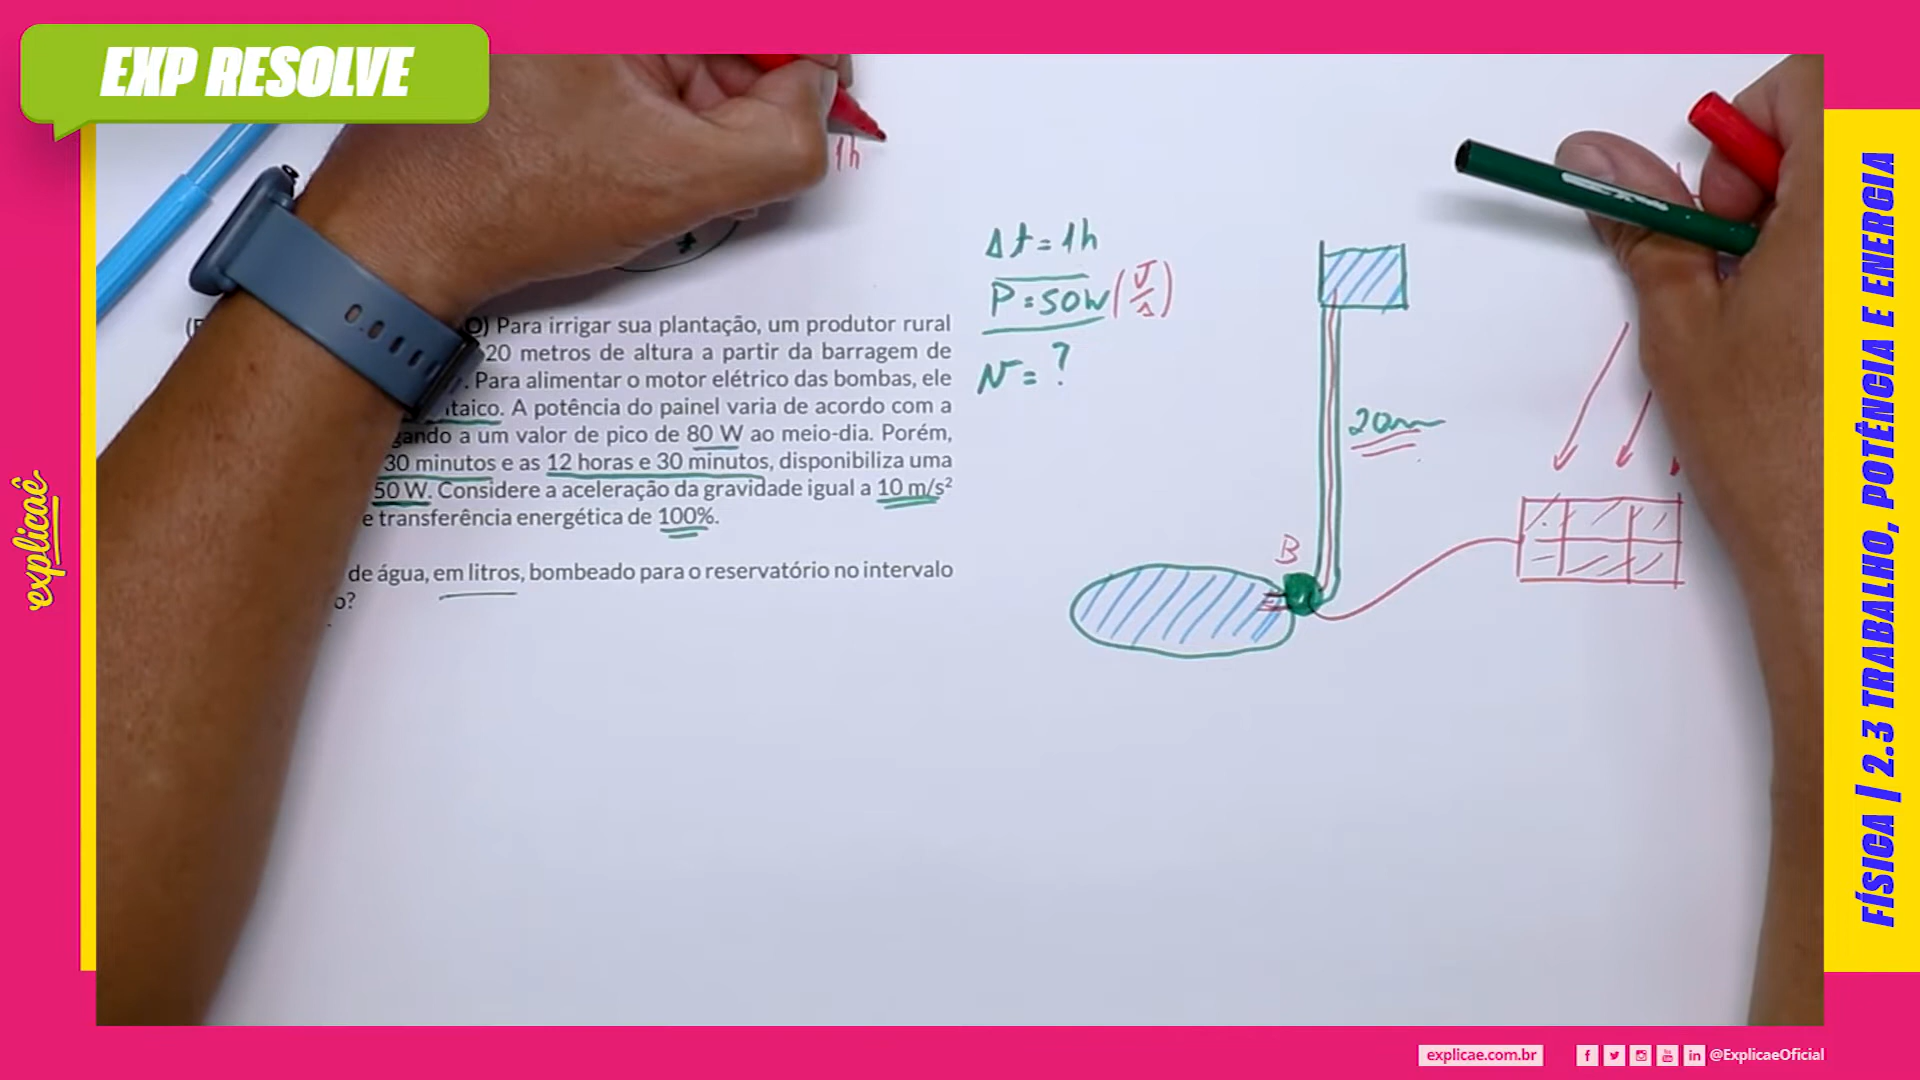 EXP RESOLVE
1h
Δt = 1h
P = 50W (J/s)
V = ?
20m
B
Para irrigar sua plantação, um produtor rural
20 metros de altura a partir da barragem de
. Para alimentar o motor elétrico das bombas, ele
taico. A potência do painel varia de acordo com a
gando a um valor de pico de 80 W ao meio-dia. Porém,
30 minutos e as 12 horas e 30 minutos, disponibiliza uma
50 W. Considere a aceleração da gravidade igual a 10 m/s²
e transferência energética de 100%.
de água, em litros, bombeado para o reservatório no intervalo
o?
explicaê
FÍSICA | 2.3 TRABALHO, POTÊNCIA E ENERGIA
explicae.com.br
@ExplicaeOficial